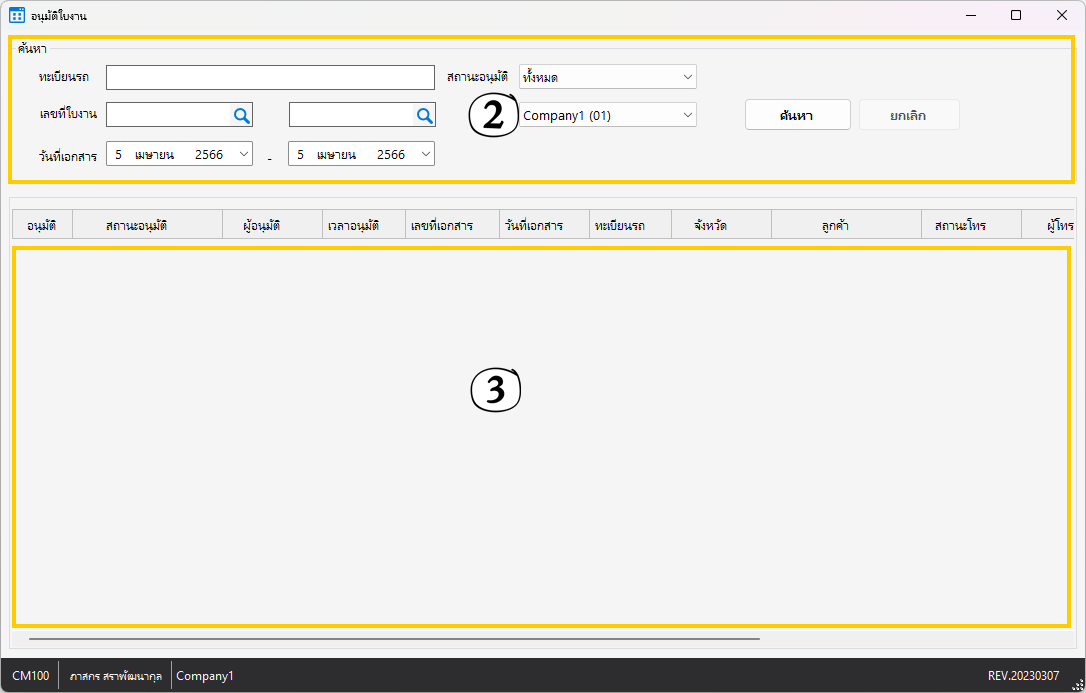 อนุมัติใบงาน
ค้นหา
ทะเบียนรถ สถานะอนุมัติ ทั้งหมด
เลขที่ใบงาน 2 Company1 (01) ค้นหา ยกเลิก
วันที่เอกสาร 5 เมษายน 2566 - 5 เมษายน 2566
อนุมัติ สถานะอนุมัติ ผู้อนุมัติ เวลาอนุมัติ เลขที่เอกสาร วันที่เอกสาร ทะเบียนรถ จังหวัด ลูกค้า สถานะโทร ผู้โทร
3
CM100 ภาสกร สราพัฒนากุล Company1 REV.20230307